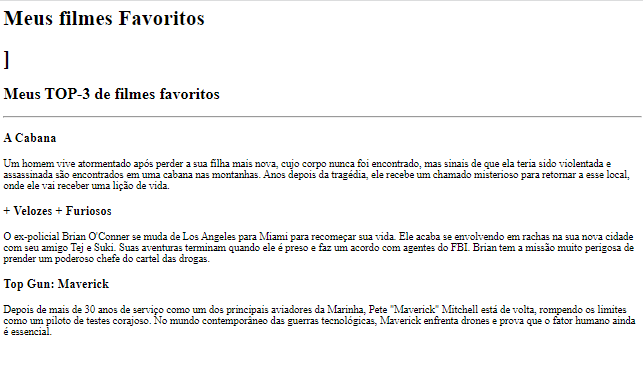 Meus filmes Favoritos
]
Meus TOP-3 de filmes favoritos
A Cabana
Um homem vive atormentado após perder a sua filha mais nova, cujo corpo nunca foi encontrado, mas sinais de que ela teria sido violentada e
assassinada são encontrados em uma cabana nas montanhas. Anos depois da tragédia, ele recebe um chamado misterioso para retornar a esse local,
onde ele vai receber uma lição de vida.
+ Velozes + Furiosos
O ex-policial Brian O'Conner se muda de Los Angeles para Miami para recomeçar sua vida. Ele acaba se envolvendo em rachas na sua nova cidade
com seu amigo Tej e Suki. Suas aventuras terminam quando ele é preso e faz um acordo com agentes do FBI. Brian tem a missão muito perigosa de
prender um poderoso chefe do cartel das drogas.
Top Gun: Maverick
Depois de mais de 30 anos de serviço como um dos principais aviadores da Marinha, Pete "Maverick" Mitchell está de volta, rompendo os limites
como um piloto de testes corajoso. No mundo contemporâneo das guerras tecnológicas, Maverick enfrenta drones e prova que o fator humano ainda
é essencial.